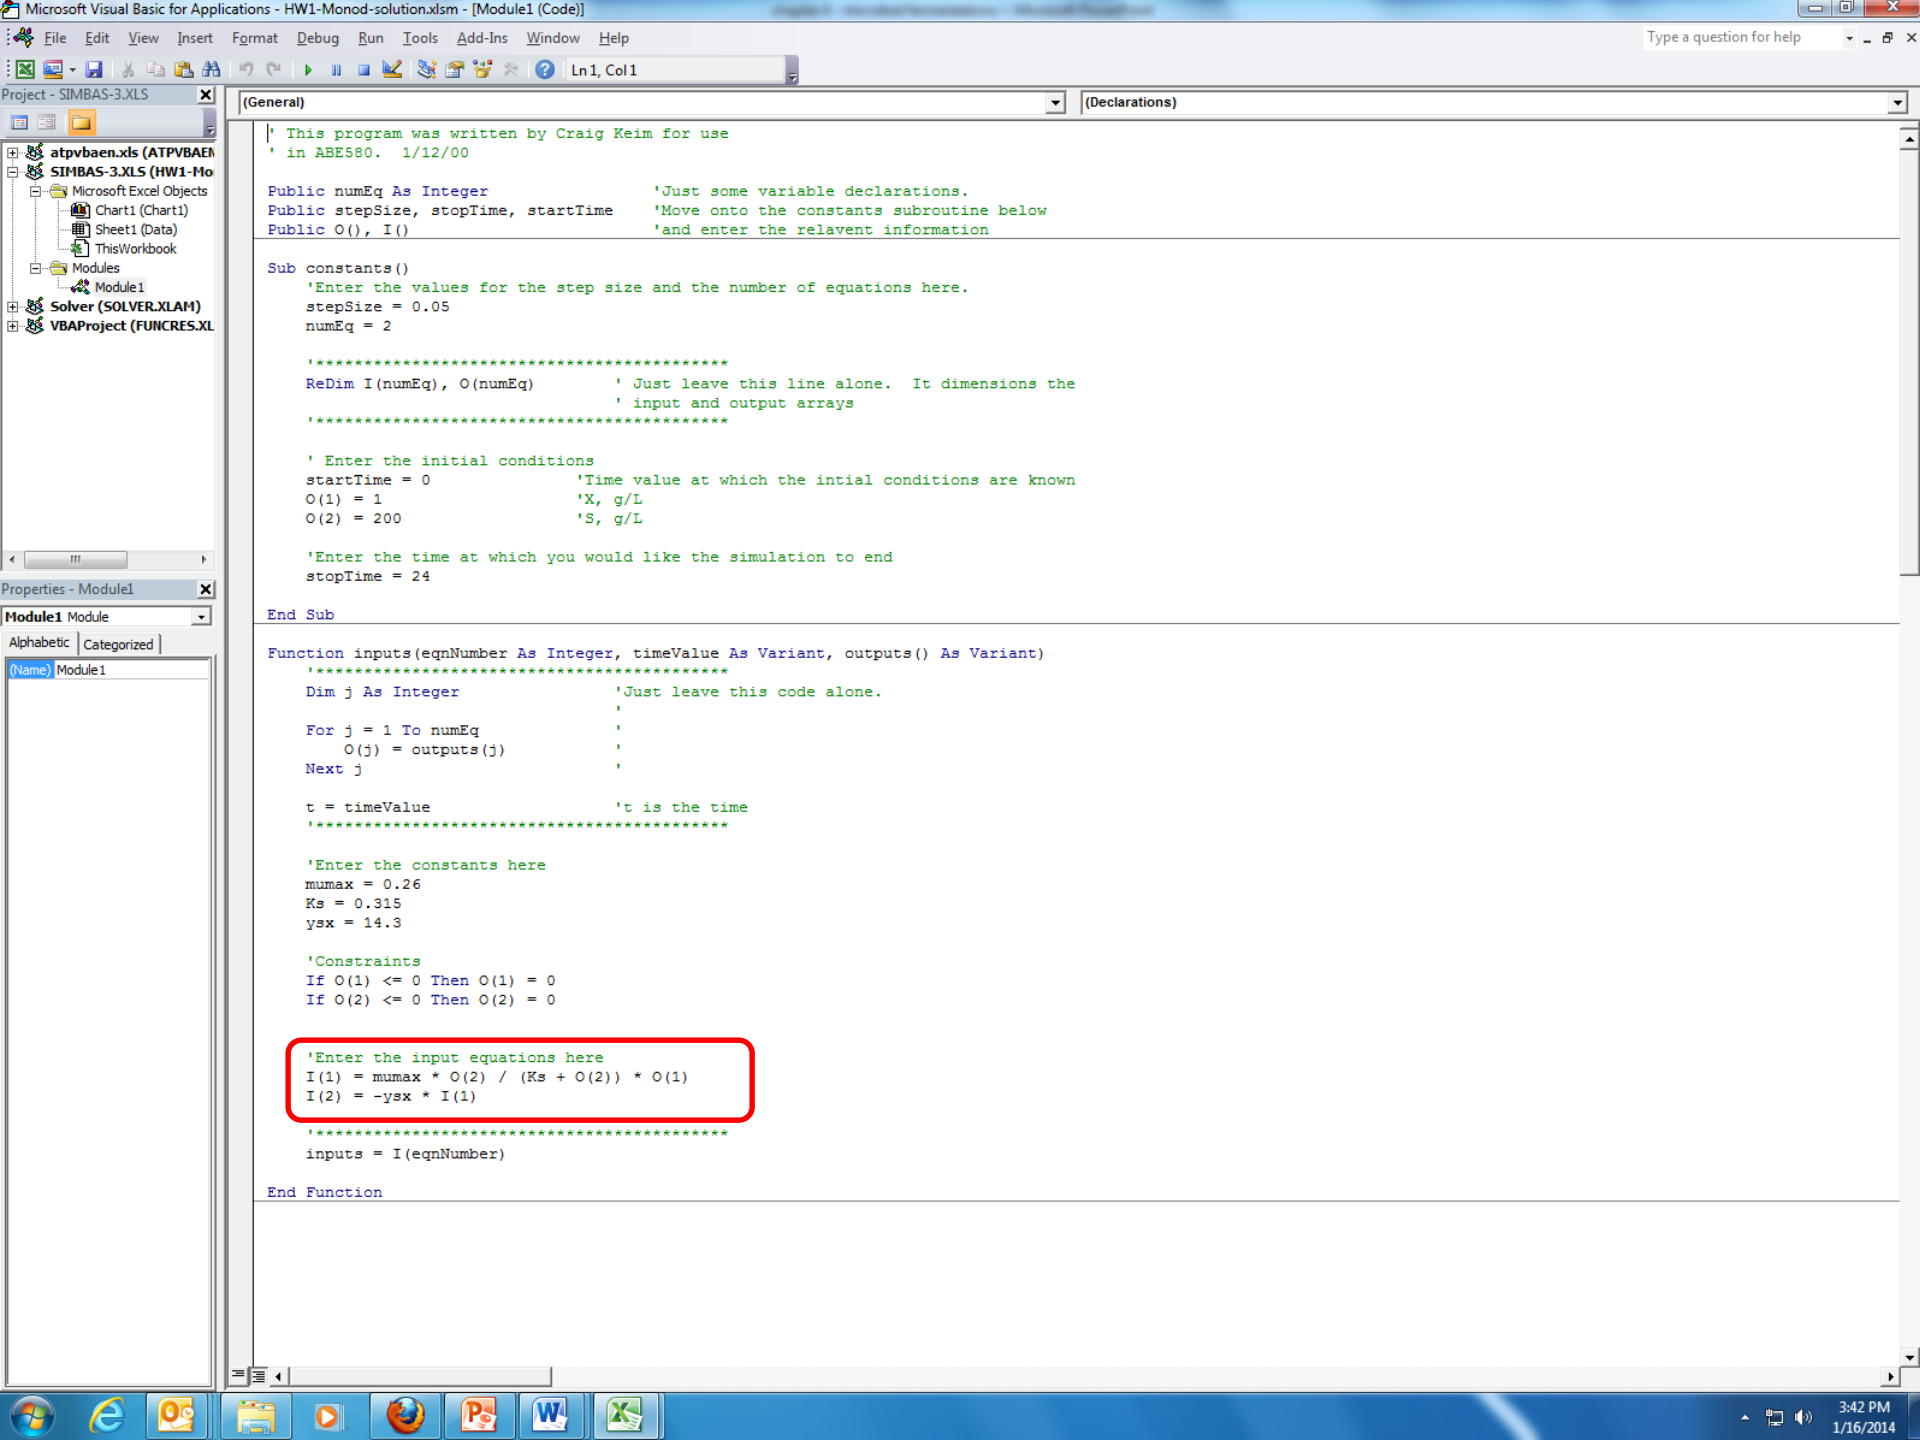 Microsoft Visual Basic for Applications - HW1-Monod-solution.xlsm - [Module1 (Code)]
File Edit View Insert Format Debug Run Tools Add-Ins Window Help
Type a question for help
Ln 1, Col 1
Project - SIMBAS-3.XLS
atpvbaen.xls (ATPVBAEN
SIMBAS-3.XLS (HW1-Mo
Microsoft Excel Objects
Chart1 (Chart1)
Sheet1 (Data)
ThisWorkbook
Modules
Module1
Solver (SOLVER.XLAM)
VBAProject (FUNCRES.XL
Properties - Module1
Module1 Module
Alphabetic Categorized
(Name) Module1
(General) (Declarations)
' This program was written by Craig Keim for use
' in ABE580.  1/12/00
Public numEq As Integer 'Just some variable declarations.
Public stepSize, stopTime, startTime 'Move onto the constants subroutine below
Public O(), I() 'and enter the relavent information
Sub constants()
'Enter the values for the step size and the number of equations here.
stepSize = 0.05
numEq = 2
'*******************************************
ReDim I(numEq), O(numEq) ' Just leave this line alone.  It dimensions the
' input and output arrays
'*******************************************
' Enter the initial conditions
startTime = 0 'Time value at which the intial conditions are known
O(1) = 1 'X, g/L
O(2) = 200 'S, g/L
'Enter the time at which you would like the simulation to end
stopTime = 24
End Sub
Function inputs(eqnNumber As Integer, timeValue As Variant, outputs() As Variant)
'*******************************************
Dim j As Integer 'Just leave this code alone.
'
For j = 1 To numEq '
O(j) = outputs(j) '
Next j '
t = timeValue 't is the time
'*******************************************
'Enter the constants here
mumax = 0.26
Ks = 0.315
ysx = 14.3
'Constraints
If O(1) <= 0 Then O(1) = 0
If O(2) <= 0 Then O(2) = 0
'Enter the input equations here
I(1) = mumax * O(2) / (Ks + O(2)) * O(1)
I(2) = -ysx * I(1)
'*******************************************
inputs = I(eqnNumber)
End Function
3:42 PM
1/16/2014